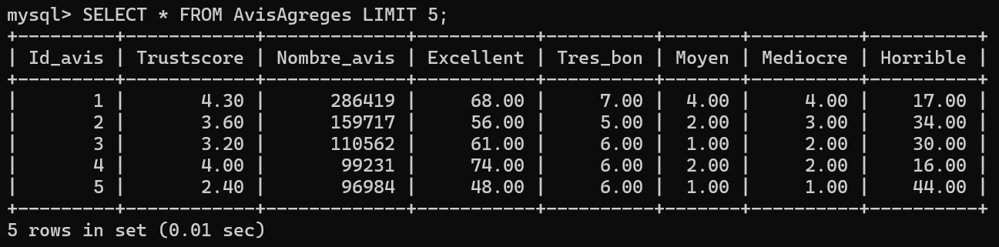 mysql> SELECT * FROM AvisAgreges LIMIT 5;
+---------+------------+-------------+-----------+----------+-------+----------+----------+
| Id_avis | Trustscore | Nombre_avis | Excellent | Tres_bon | Moyen | Mediocre | Horrible |
+---------+------------+-------------+-----------+----------+-------+----------+----------+
|       1 |       4.30 |      286419 |     68.00 |     7.00 |  4.00 |     4.00 |    17.00 |
|       2 |       3.60 |      159717 |     56.00 |     5.00 |  2.00 |     3.00 |    34.00 |
|       3 |       3.20 |      110562 |     61.00 |     6.00 |  1.00 |     2.00 |    30.00 |
|       4 |       4.00 |       99231 |     74.00 |     6.00 |  2.00 |     2.00 |    16.00 |
|       5 |       2.40 |       96984 |     48.00 |     6.00 |  1.00 |     1.00 |    44.00 |
+---------+------------+-------------+-----------+----------+-------+----------+----------+
5 rows in set (0.01 sec)